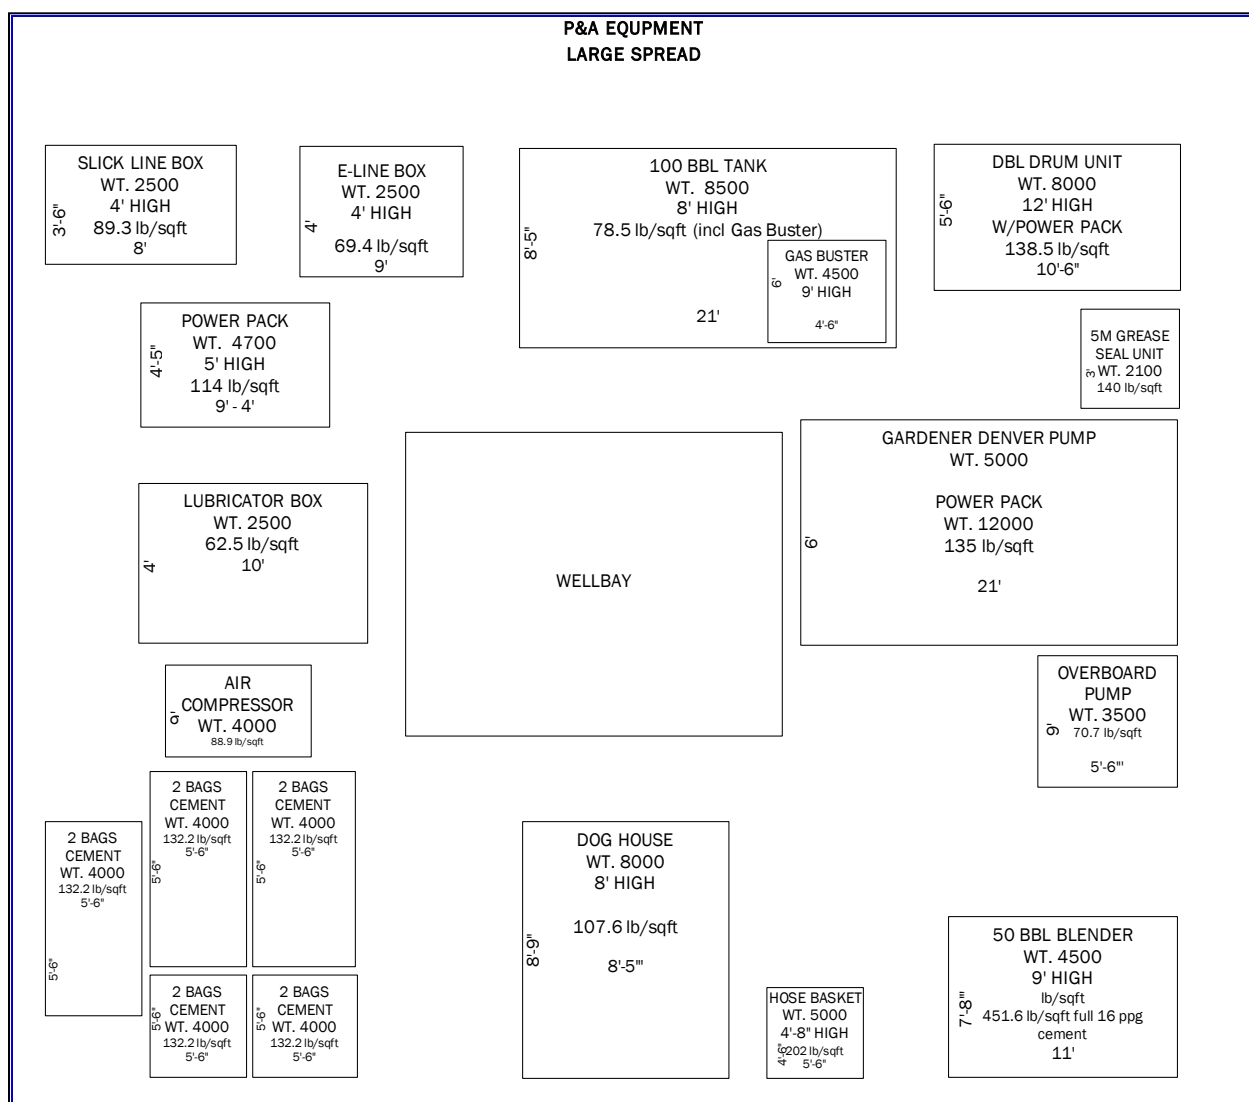 P&A EQUPMENT
LARGE SPREAD
SLICK LINE BOX
WT. 2500
4' HIGH
89.3 lb/sqft
8'
3'-6"
E-LINE BOX
WT. 2500
4' HIGH
69.4 lb/sqft
9'
4'
100 BBL TANK
WT. 8500
8' HIGH
78.5 lb/sqft (incl Gas Buster)
21'
8'-5"
GAS BUSTER
WT. 4500
9' HIGH
4'-6"
6'
DBL DRUM UNIT
WT. 8000
12' HIGH
W/POWER PACK
138.5 lb/sqft
10'-6"
5'-6"
POWER PACK
WT. 4700
5' HIGH
114 lb/sqft
9' - 4'
4'-5"
5M GREASE
SEAL UNIT
WT. 2100
140 lb/sqft
3'
GARDENER DENVER PUMP
WT. 5000
POWER PACK
WT. 12000
135 lb/sqft
21'
6'
LUBRICATOR BOX
WT. 2500
62.5 lb/sqft
10'
4'
WELLBAY
AIR
COMPRESSOR
WT. 4000
88.9 lb/sqft
9'
OVERBOARD
PUMP
WT. 3500
70.7 lb/sqft
5'-6'"
9'
2 BAGS
CEMENT
WT. 4000
132.2 lb/sqft
5'-6"
5'-6"
2 BAGS
CEMENT
WT. 4000
132.2 lb/sqft
5'-6"
5'-6"
2 BAGS
CEMENT
WT. 4000
132.2 lb/sqft
5'-6"
5'-6"
2 BAGS
CEMENT
WT. 4000
132.2 lb/sqft
5'-6"
5'-6"
2 BAGS
CEMENT
WT. 4000
132.2 lb/sqft
5'-6"
5'-6"
DOG HOUSE
WT. 8000
8' HIGH
107.6 lb/sqft
8'-5'"
8'-9"
HOSE BASKET
WT. 5000
4'-8" HIGH
202 lb/sqft
5'-6"
4'-6"
50 BBL BLENDER
WT. 4500
9' HIGH
lb/sqft
451.6 lb/sqft full 16 ppg
cement
11'
7'-8'"